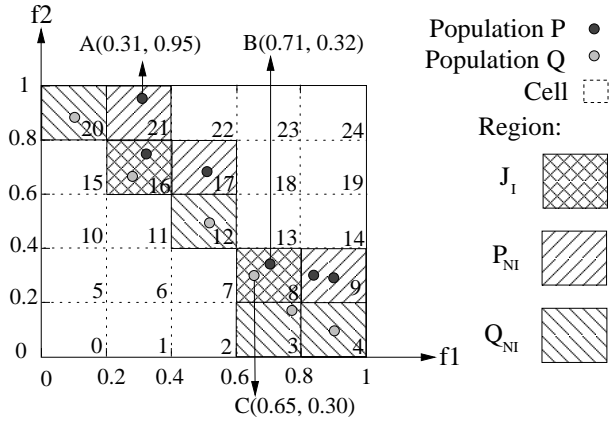 f2
A(0.31, 0.95)
B(0.71, 0.32)
Population P
Population Q
Cell
Region:
J_I
P_NI
Q_NI
1
20 21 22 23 24
0.8
15 16 17 18 19
0.6
10 11 12 13 14
0.4
5 6 7 8 9
0.2
0 1 2 3 4
0
f1
0 0.2 0.4 0.6 0.8 1
C(0.65, 0.30)